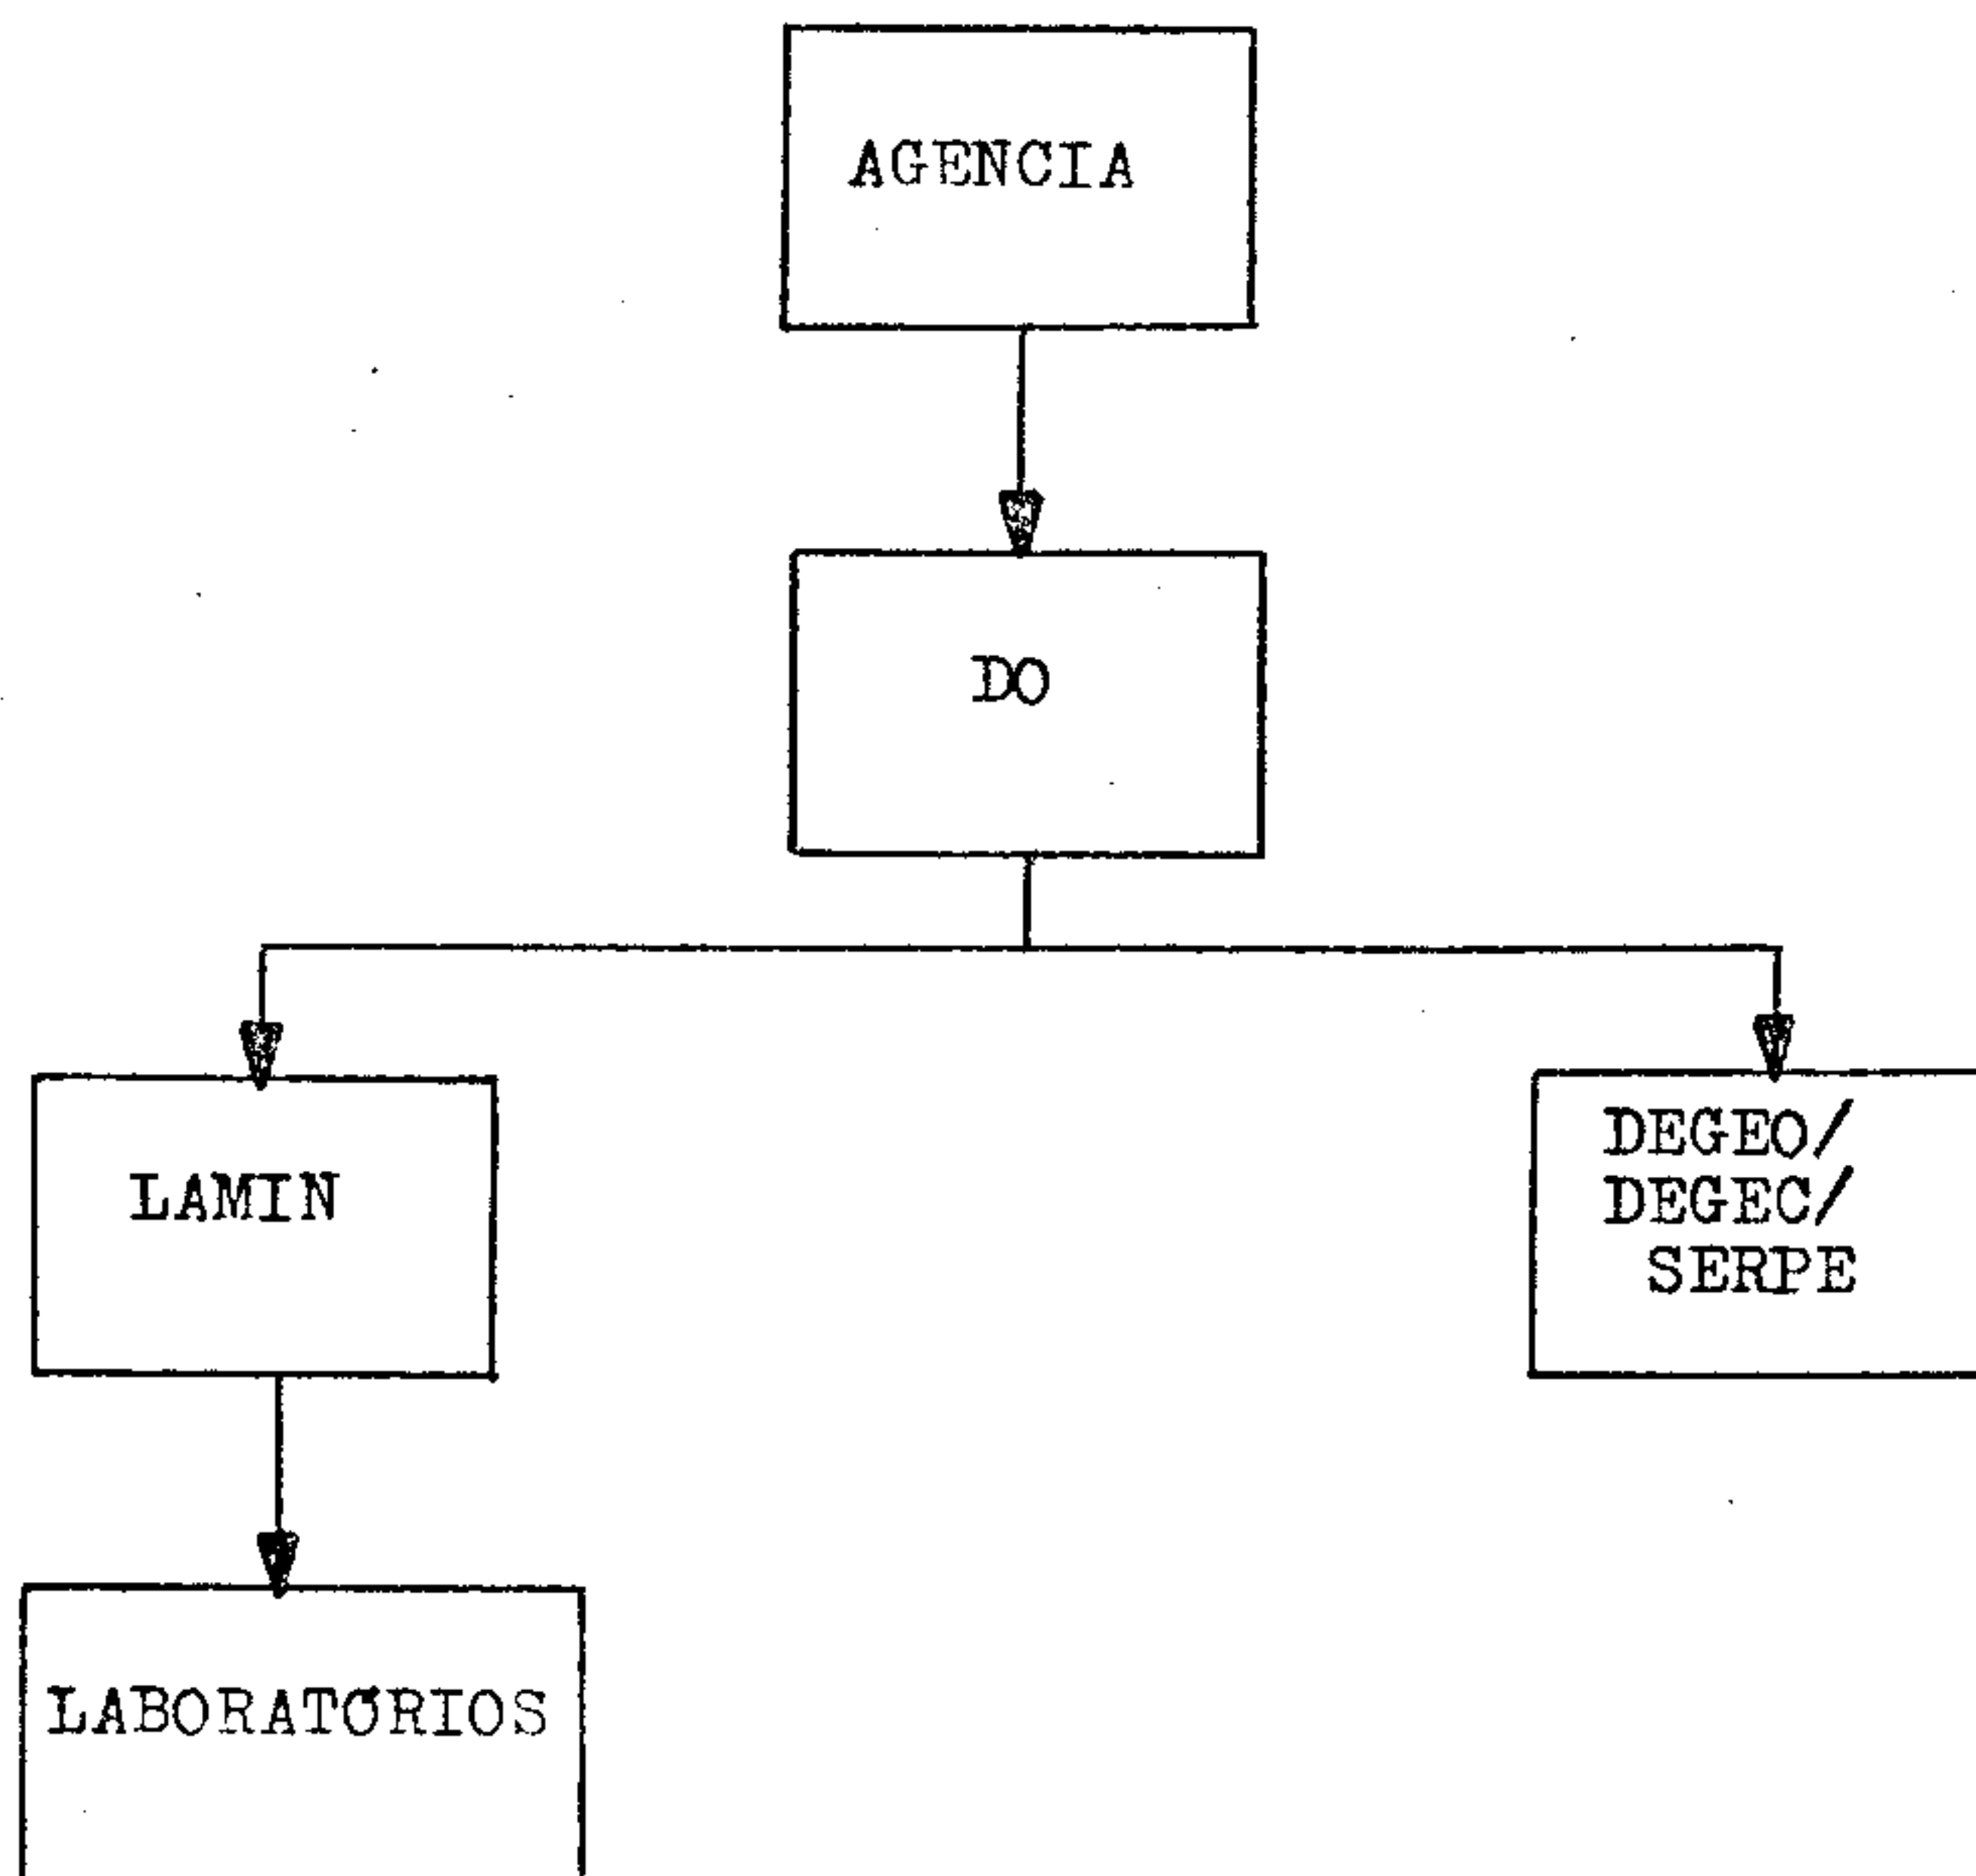 AGENCIA
DO
LAMIN
DEGEO/
DEGEC/
SERPE
LABORATÓRIOS